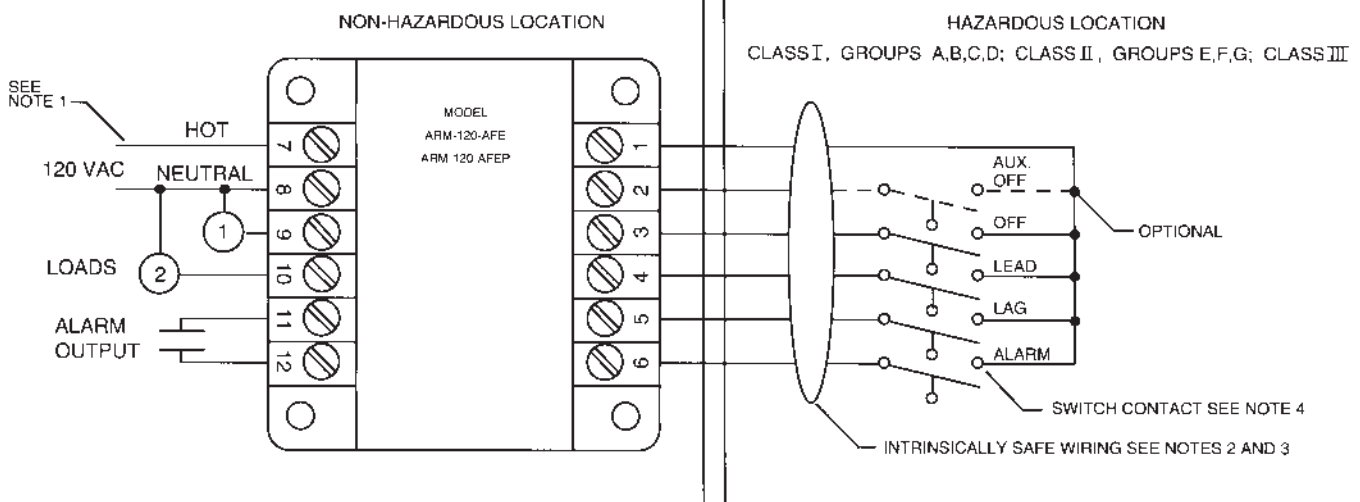 NON-HAZARDOUS LOCATION
HAZARDOUS LOCATION
CLASS I, GROUPS A,B,C,D; CLASS II, GROUPS E,F,G; CLASS III
SEE
NOTE 1
HOT
120 VAC
NEUTRAL
1
2
LOADS
ALARM
OUTPUT
7
8
9
10
11
12
MODEL
ARM-120-AFE
ARM 120 AFEP
1
2
3
4
5
6
AUX.
OFF
OFF
LEAD
LAG
ALARM
OPTIONAL
SWITCH CONTACT SEE NOTE 4
INTRINSICALLY SAFE WIRING SEE NOTES 2 AND 3